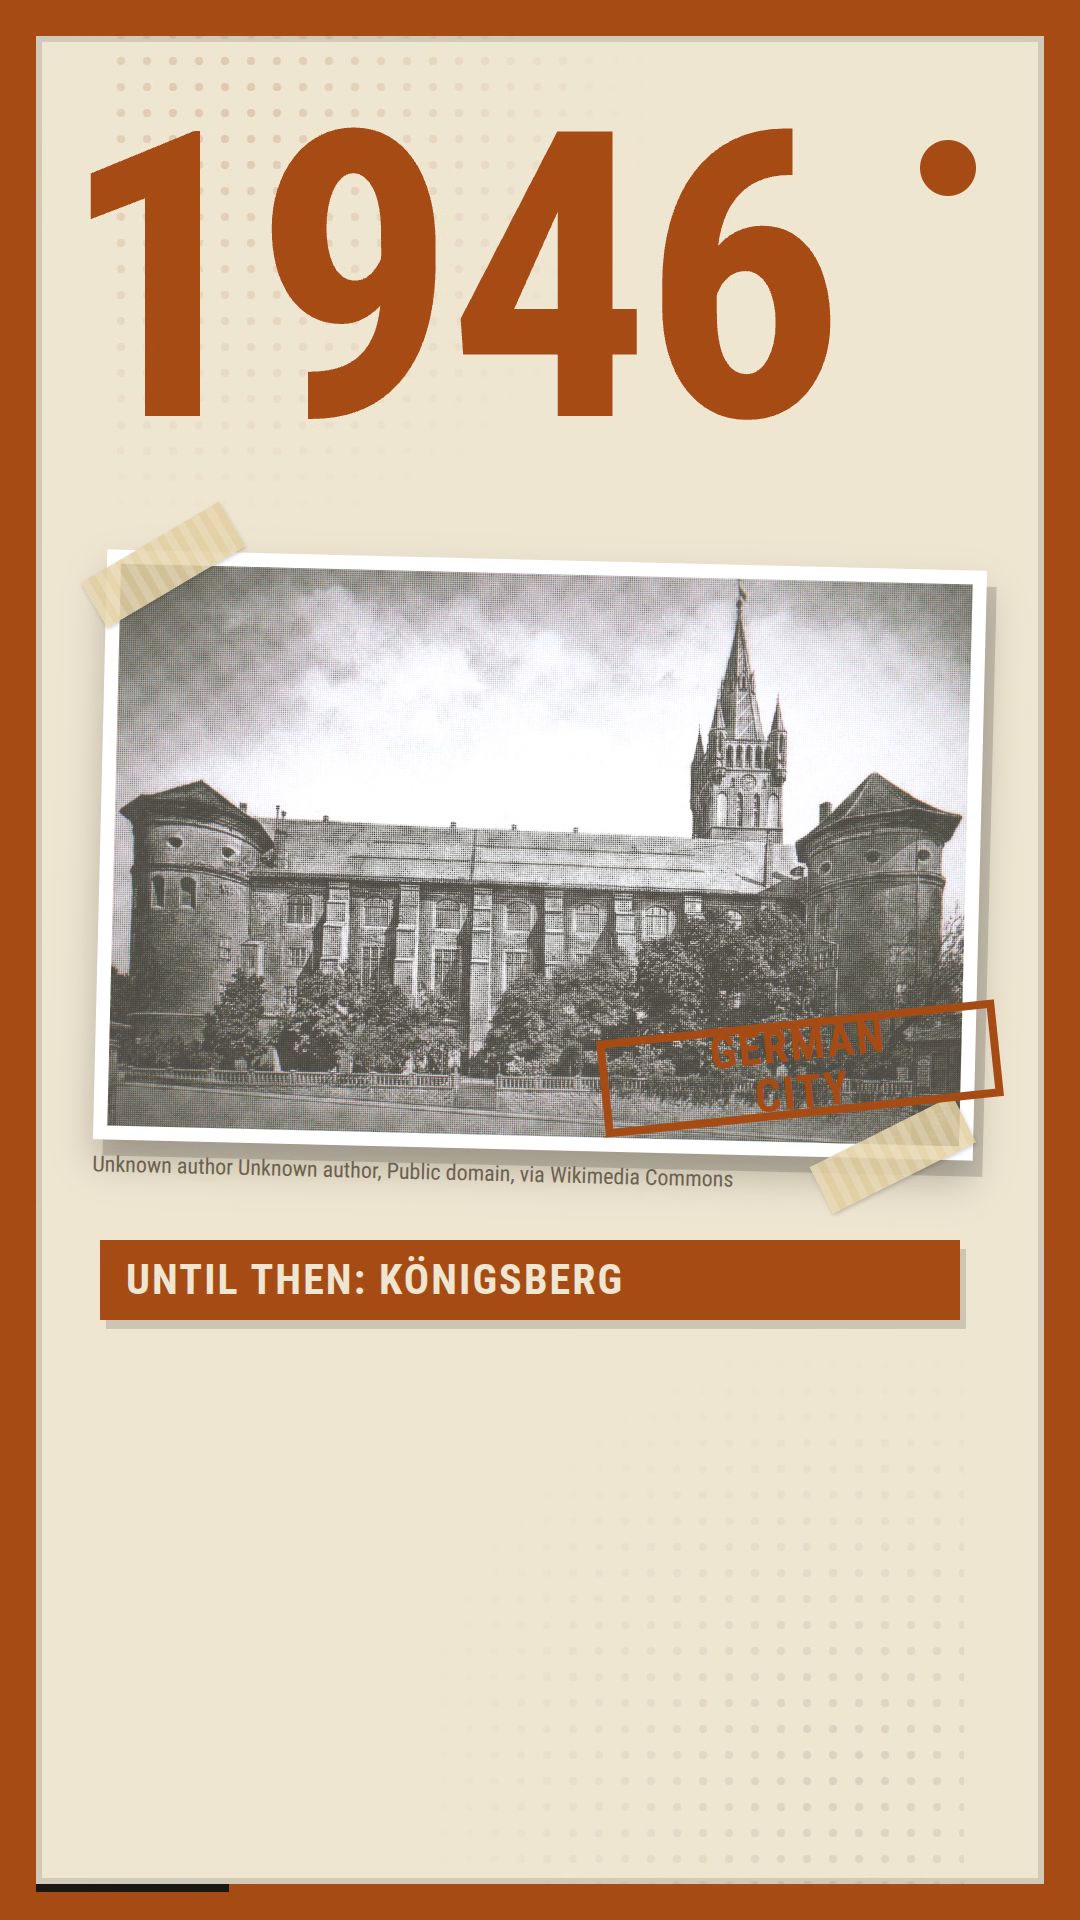 1946
GERMAN
CITY
Unknown author Unknown author, Public domain, via Wikimedia Commons
UNTIL THEN: KÖNIGSBERG